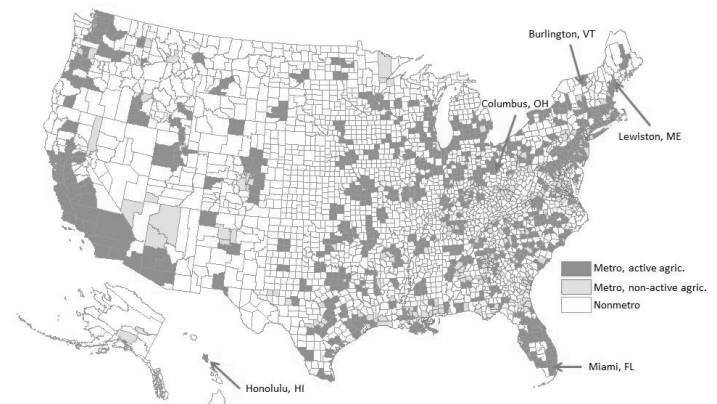 Burlington, VT
Columbus, OH
Lewiston, ME
Metro, active agric.
Metro, non-active agric.
Nonmetro
Miami, FL
Honolulu, HI